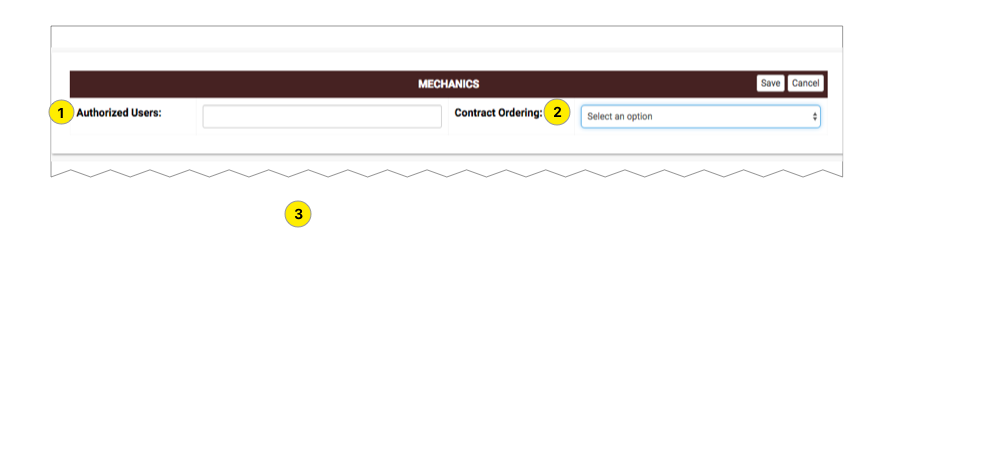 MECHANICS
Save
Cancel
1 Authorized Users:
Contract Ordering: 2
Select an option
3